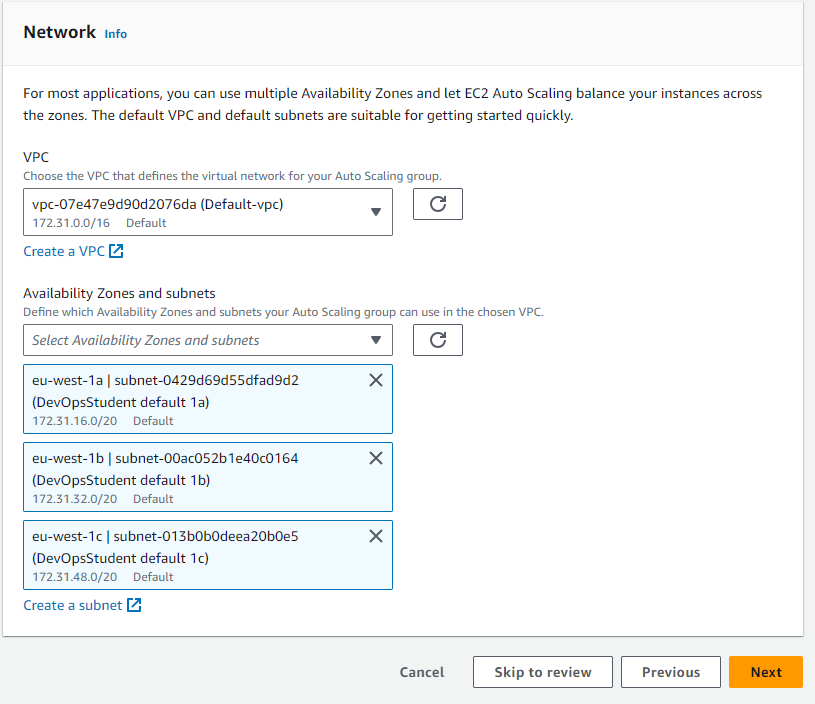 Network Info
For most applications, you can use multiple Availability Zones and let EC2 Auto Scaling balance your instances across
the zones. The default VPC and default subnets are suitable for getting started quickly.
VPC
Choose the VPC that defines the virtual network for your Auto Scaling group.
vpc-07e47e9d90d2076da (Default-vpc)
172.31.0.0/16 Default
Create a VPC
Availability Zones and subnets
Define which Availability Zones and subnets your Auto Scaling group can use in the chosen VPC.
Select Availability Zones and subnets
eu-west-1a | subnet-0429d69d55dfad9d2
(DevOpsStudent default 1a)
172.31.16.0/20 Default
eu-west-1b | subnet-00ac052b1e40c0164
(DevOpsStudent default 1b)
172.31.32.0/20 Default
eu-west-1c | subnet-013b0b0deea20b0e5
(DevOpsStudent default 1c)
172.31.48.0/20 Default
Create a subnet
Cancel Skip to review Previous Next